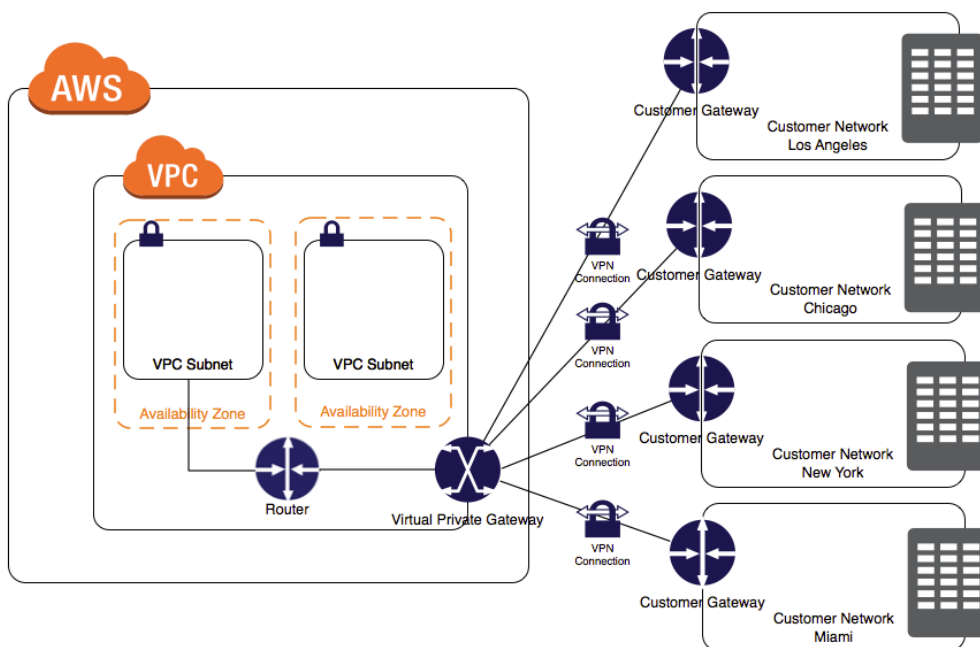 AWS
VPC
VPC Subnet
Availability Zone
VPC Subnet
Availability Zone
Router
Virtual Private Gateway
VPN
Connection
VPN
Connection
VPN
Connection
VPN
Connection
Customer Gateway
Customer Network
Los Angeles
Customer Gateway
Customer Network
Chicago
Customer Gateway
Customer Network
New York
Customer Gateway
Customer Network
Miami